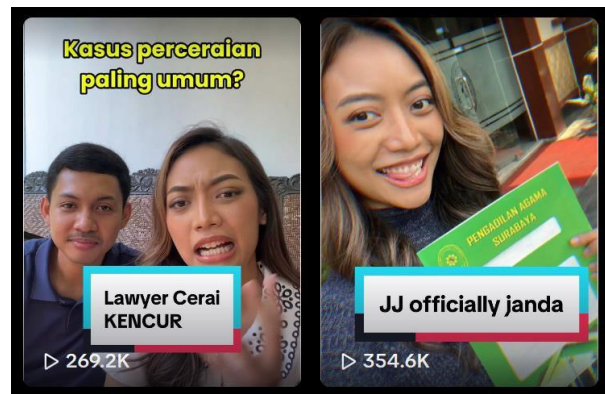 Kasus perceraian
paling umum?
Lawyer Cerai
KENCUR
269.2K
PENGADILAN AGAMA
SURABAYA
JJ officially janda
354.6K